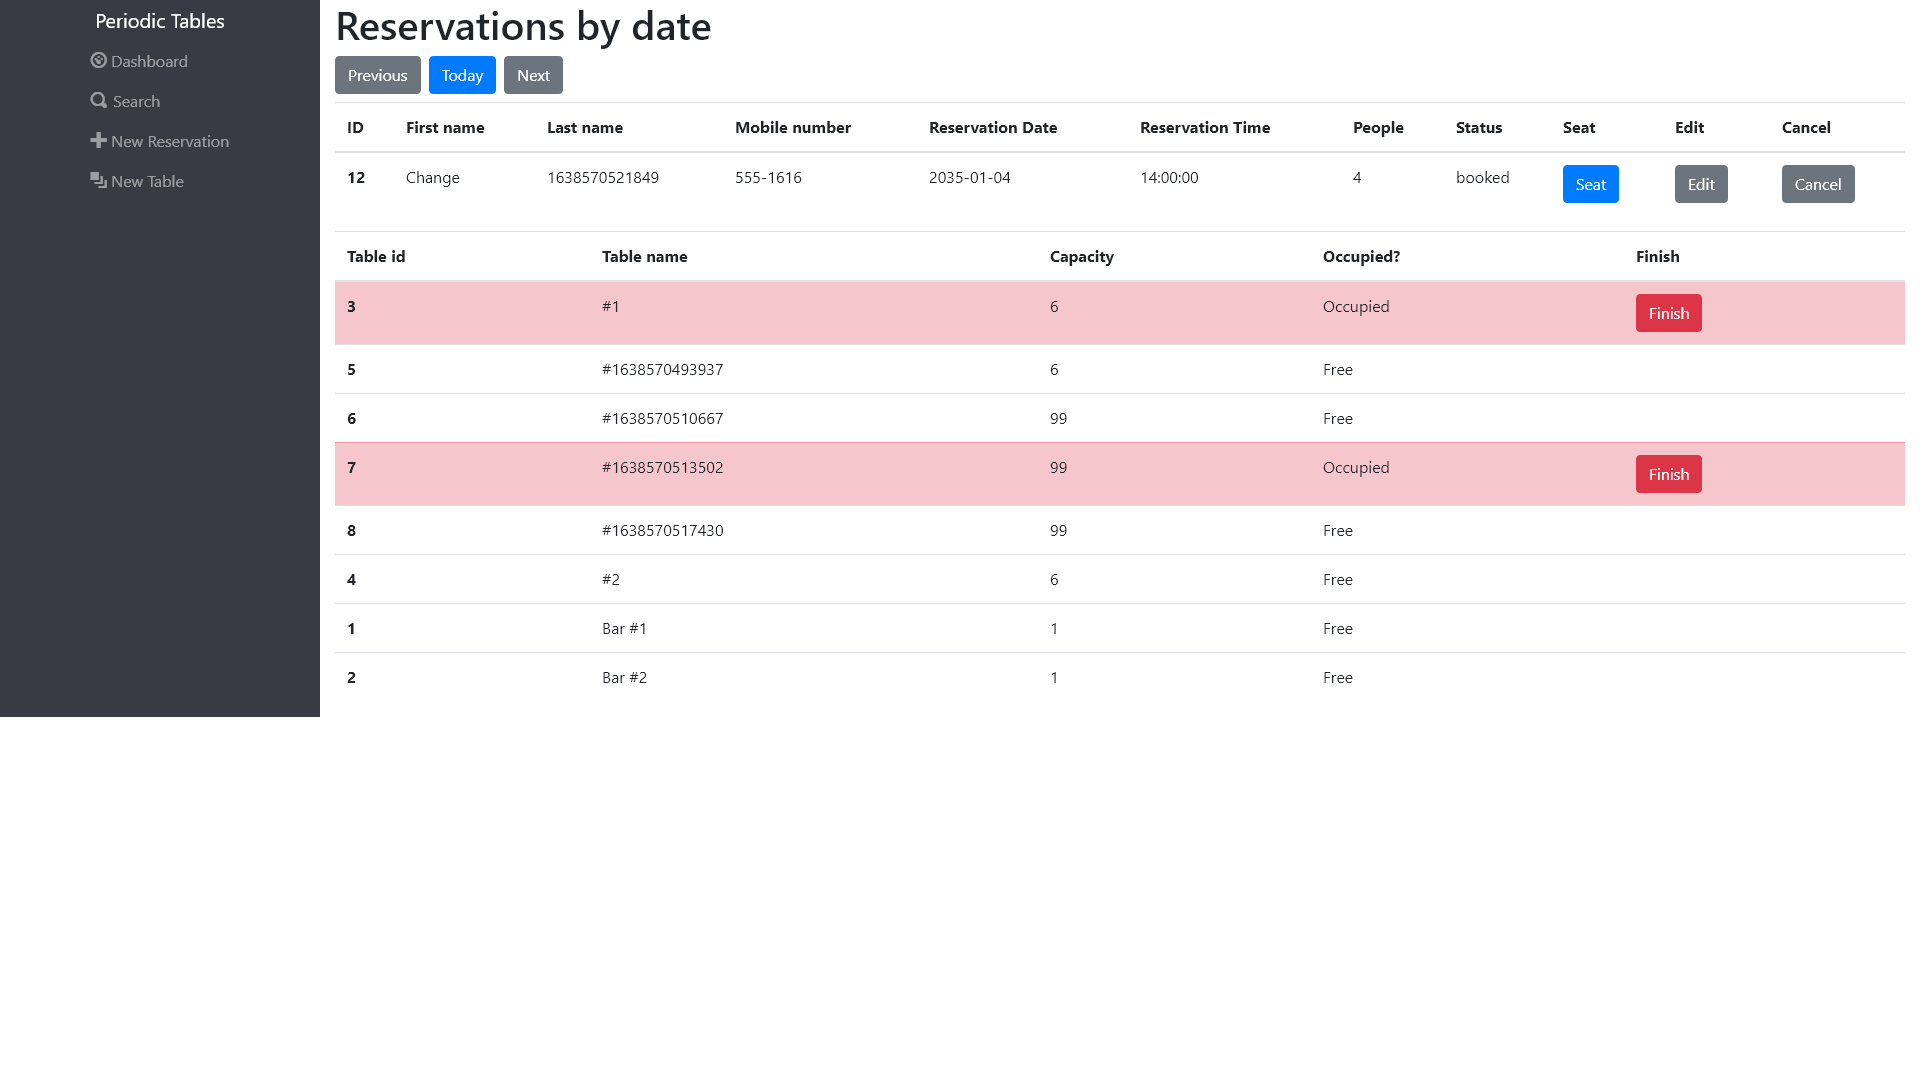 Periodic Tables
Dashboard
Search
New Reservation
New Table
Reservations by date
Previous Today Next
ID First name Last name Mobile number Reservation Date Reservation Time People Status Seat Edit Cancel
12 Change 1638570521849 555-1616 2035-01-04 14:00:00 4 booked Seat Edit Cancel
Table id Table name Capacity Occupied? Finish
3 #1 6 Occupied Finish
5 #1638570493937 6 Free
6 #1638570510667 99 Free
7 #1638570513502 99 Occupied Finish
8 #1638570517430 99 Free
4 #2 6 Free
1 Bar #1 1 Free
2 Bar #2 1 Free